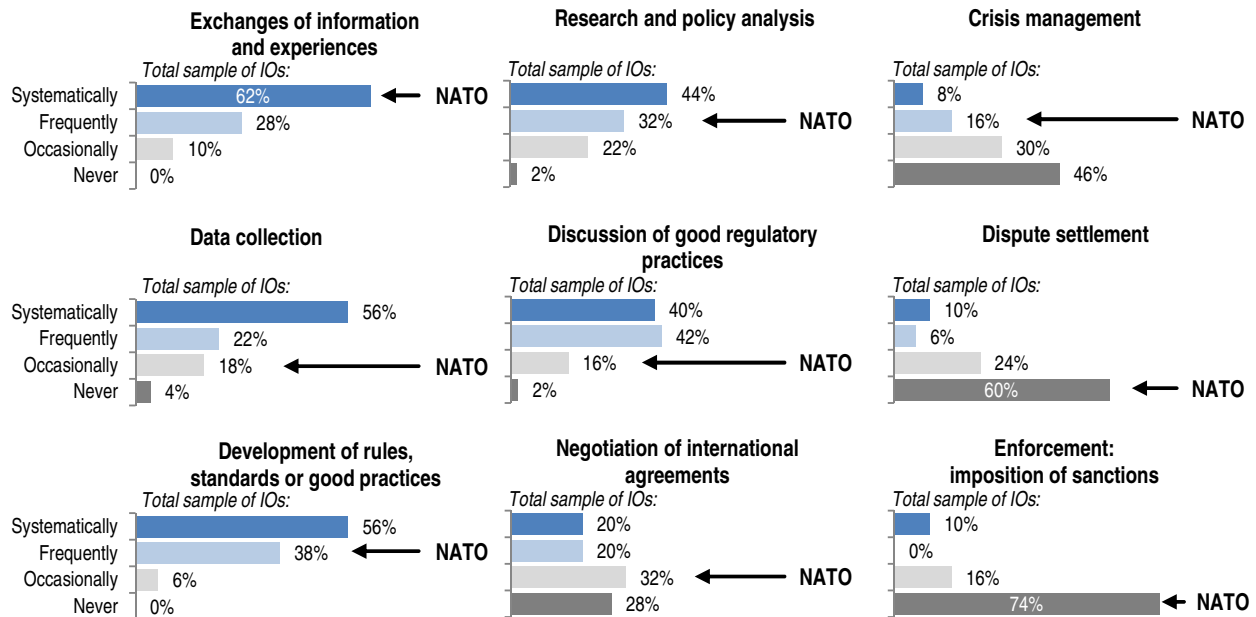 Exchanges of information
and experiences
Total sample of IOs:
Systematically 62% NATO
Frequently 28%
Occasionally 10%
Never 0%
Research and policy analysis
Total sample of IOs:
44%
32% NATO
22%
2%
Crisis management
Total sample of IOs:
8%
16% NATO
30%
46%
Data collection
Total sample of IOs:
Systematically 56%
Frequently 22%
Occasionally 18% NATO
Never 4%
Discussion of good regulatory
practices
Total sample of IOs:
40%
42%
16% NATO
2%
Dispute settlement
Total sample of IOs:
10%
6%
24%
60% NATO
Development of rules,
standards or good practices
Total sample of IOs:
Systematically 56%
Frequently 38% NATO
Occasionally 6%
Never 0%
Negotiation of international
agreements
Total sample of IOs:
20%
20%
32% NATO
28%
Enforcement:
imposition of sanctions
Total sample of IOs:
10%
0%
16%
74% NATO